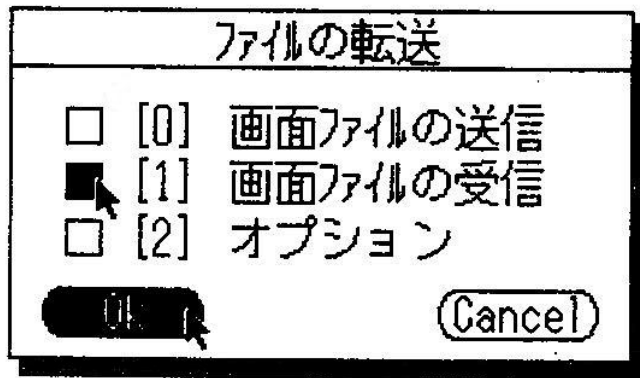 ファイルの転送
[0] 画面ファイルの送信
[1] 画面ファイルの受信
[2] オプション
Cancel